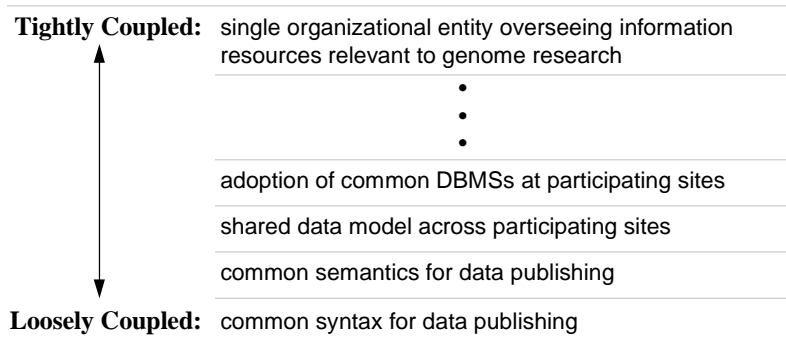 Tightly Coupled: single organizational entity overseeing information
resources relevant to genome research
•
•
•
adoption of common DBMSs at participating sites
shared data model across participating sites
common semantics for data publishing
Loosely Coupled: common syntax for data publishing